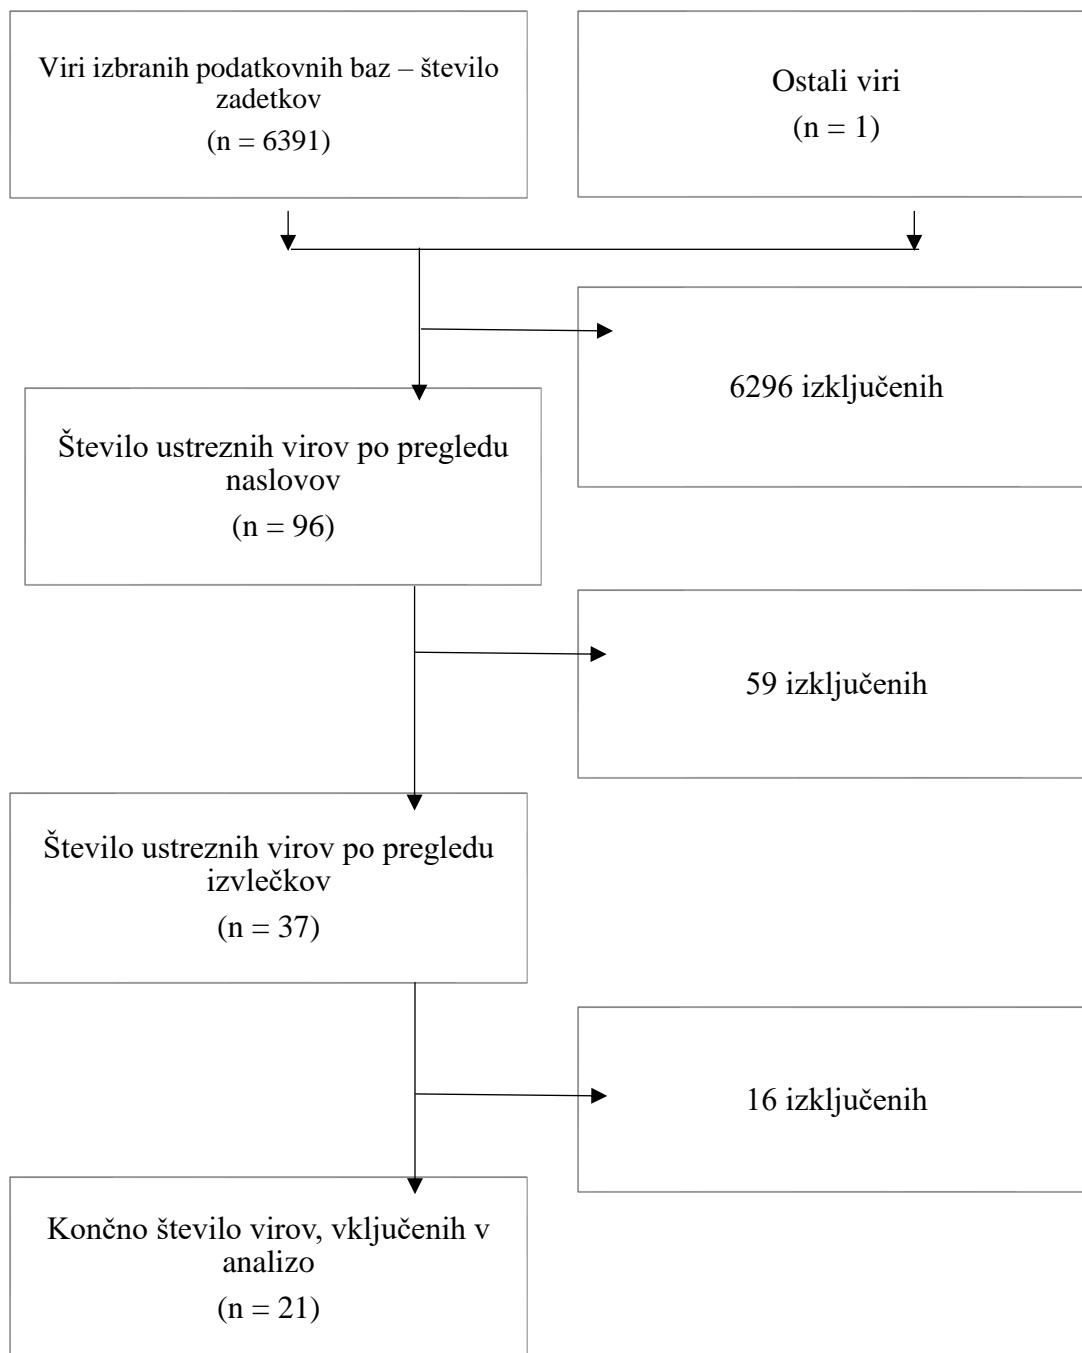 Viri izbranih podatkovnih baz – število
zadetkov
(n = 6391)
Ostali viri
(n = 1)
6296 izključenih
Število ustreznih virov po pregledu
naslovov
(n = 96)
59 izključenih
Število ustreznih virov po pregledu
izvlečkov
(n = 37)
16 izključenih
Končno število virov, vključenih v
analizo
(n = 21)